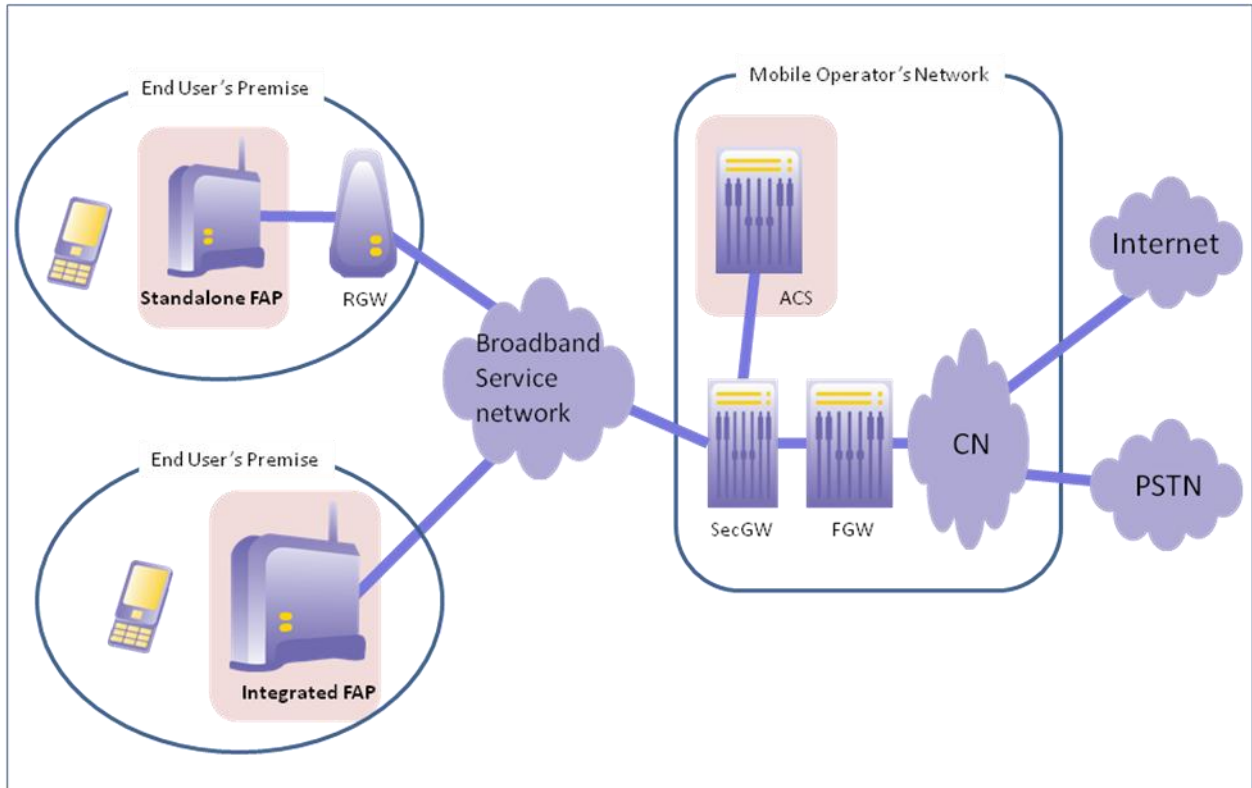 End User's Premise
Standalone FAP
RGW
Mobile Operator's Network
ACS
Internet
Broadband
Service
network
CN
PSTN
SecGW
FGW
End User's Premise
Integrated FAP